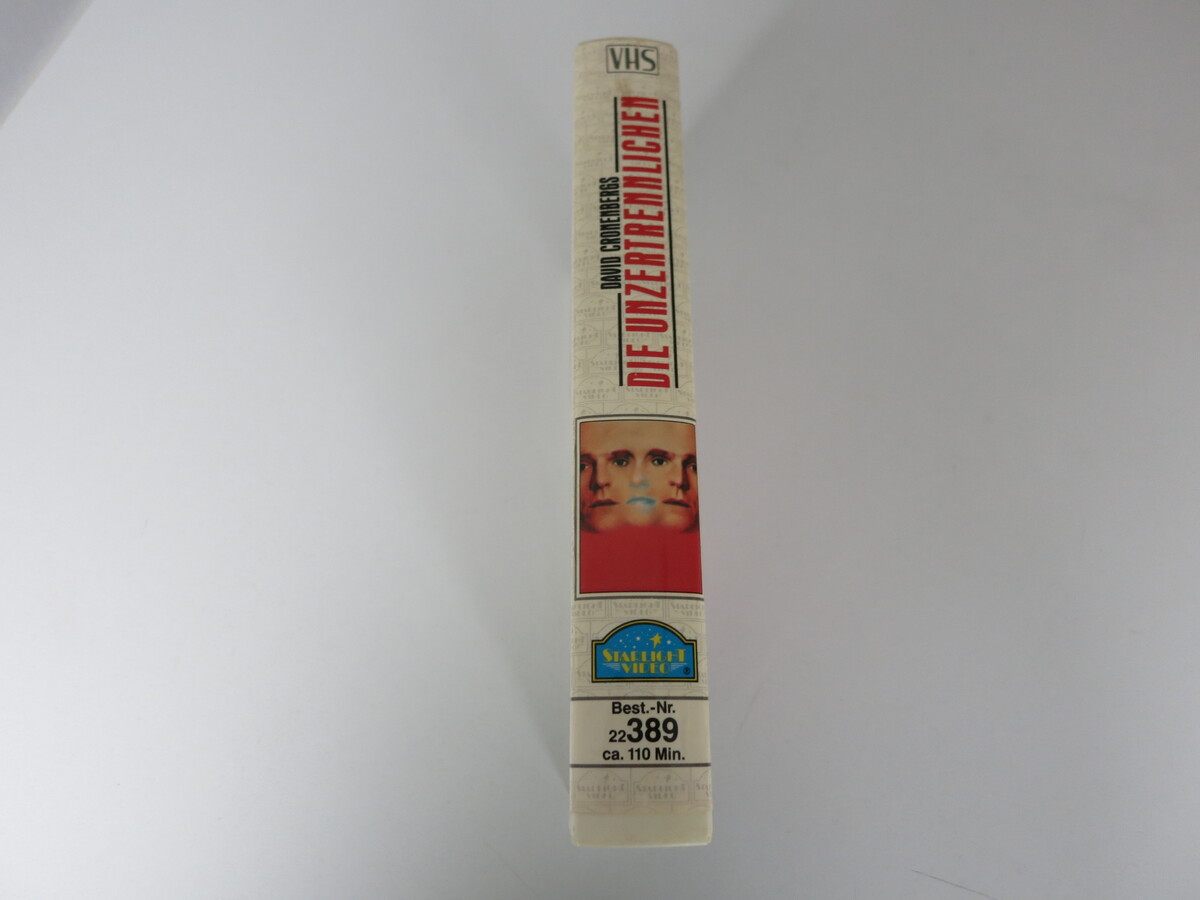 VHS
DAVID CRONENBERGS
DIE UNZERTRENNLICHEN
STARLIGHT
VIDEO ®
Best.-Nr.
22389
ca. 110 Min.